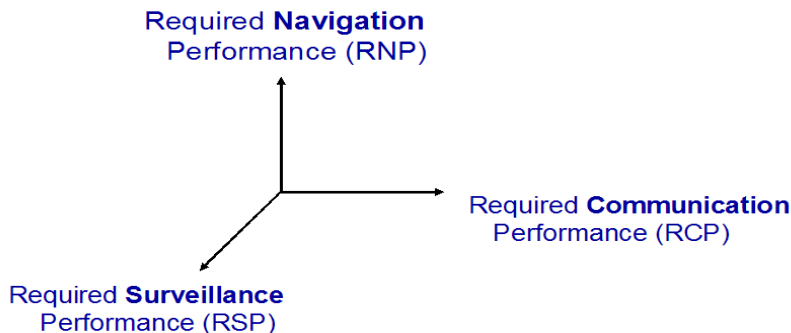 Required Navigation
Performance (RNP)
Required Communication
Performance (RCP)
Required Surveillance
Performance (RSP)